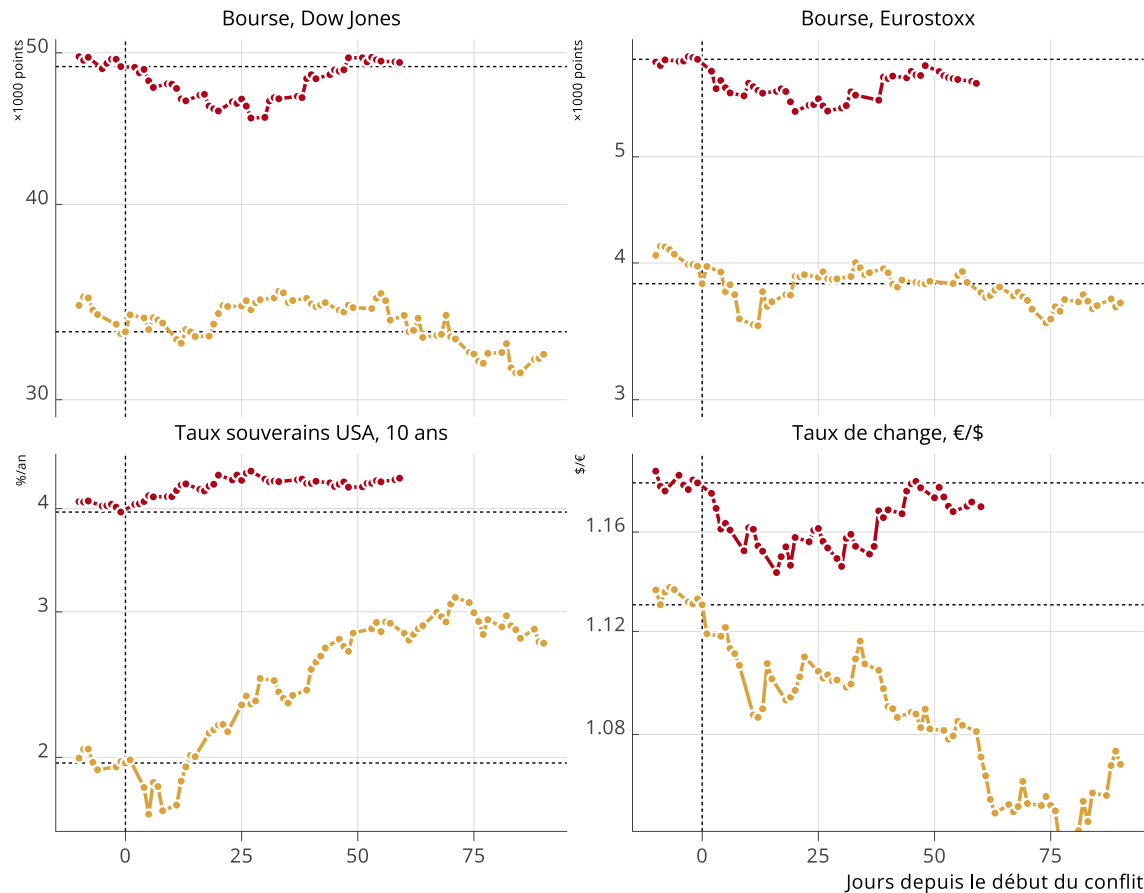 Bourse, Dow Jones
×1000 points
50
40
30
Bourse, Eurostoxx
×1000 points
5
4
3
Taux souverains USA, 10 ans
%/an
4
3
2
0
25
50
75
Taux de change, €/$
$/€
1.16
1.12
1.08
0
25
50
75
Jours depuis le début du conflit